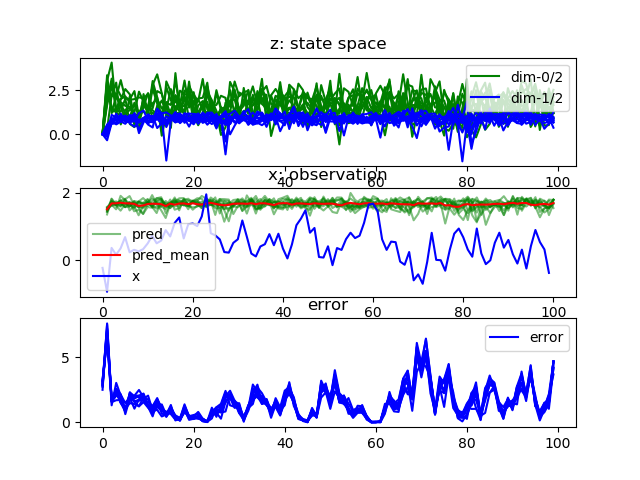 z: state space
2.5
0.0
dim-0/2
dim-1/2
0 20 40 60 80 100
x: observation
2
0
pred
pred_mean
x
0 20 40 60 80 100
error
5
0
error
0 20 40 60 80 100